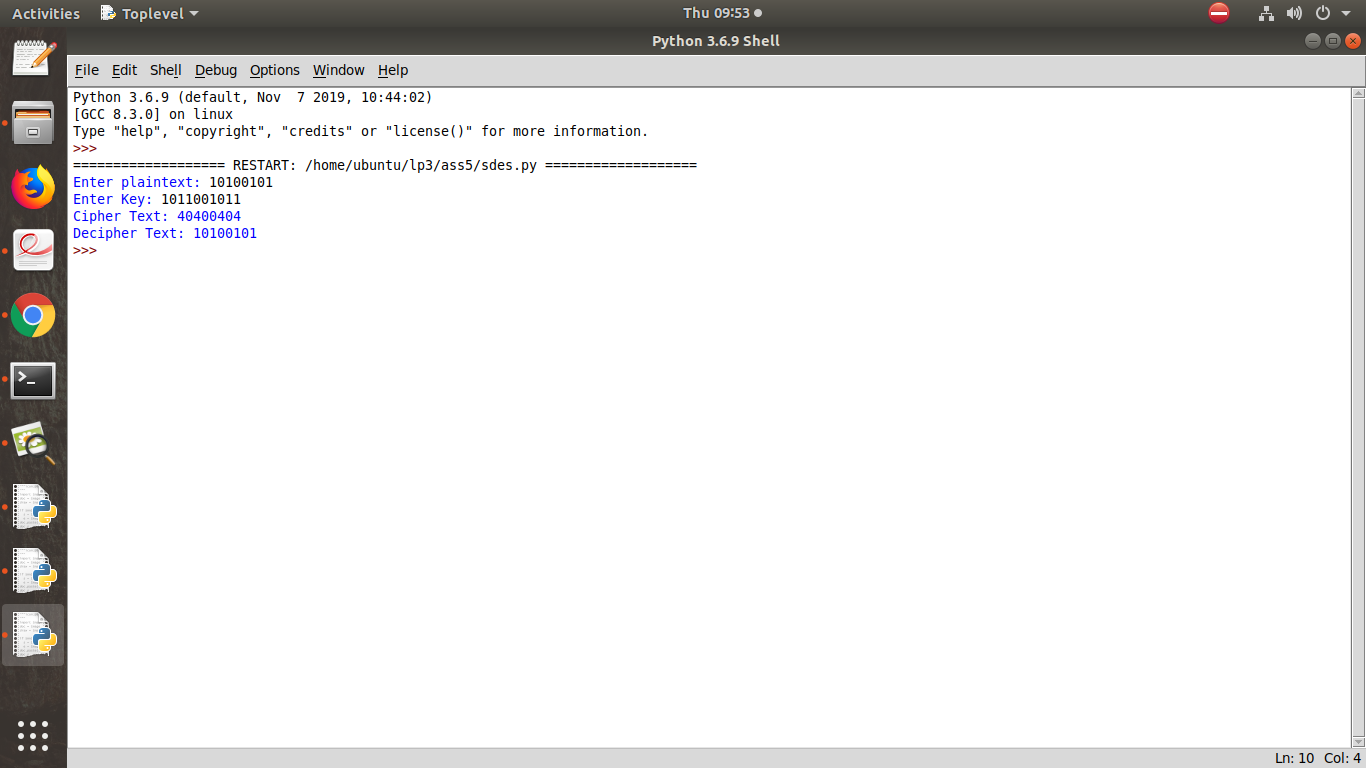 Activities Toplevel Thu 09:53
Python 3.6.9 Shell
File Edit Shell Debug Options Window Help
Python 3.6.9 (default, Nov  7 2019, 10:44:02)
[GCC 8.3.0] on linux
Type "help", "copyright", "credits" or "license()" for more information.
>>>
=================== RESTART: /home/ubuntu/lp3/ass5/sdes.py ===================
Enter plaintext: 10100101
Enter Key: 1011001011
Cipher Text: 40400404
Decipher Text: 10100101
>>>
Ln: 10 Col: 4